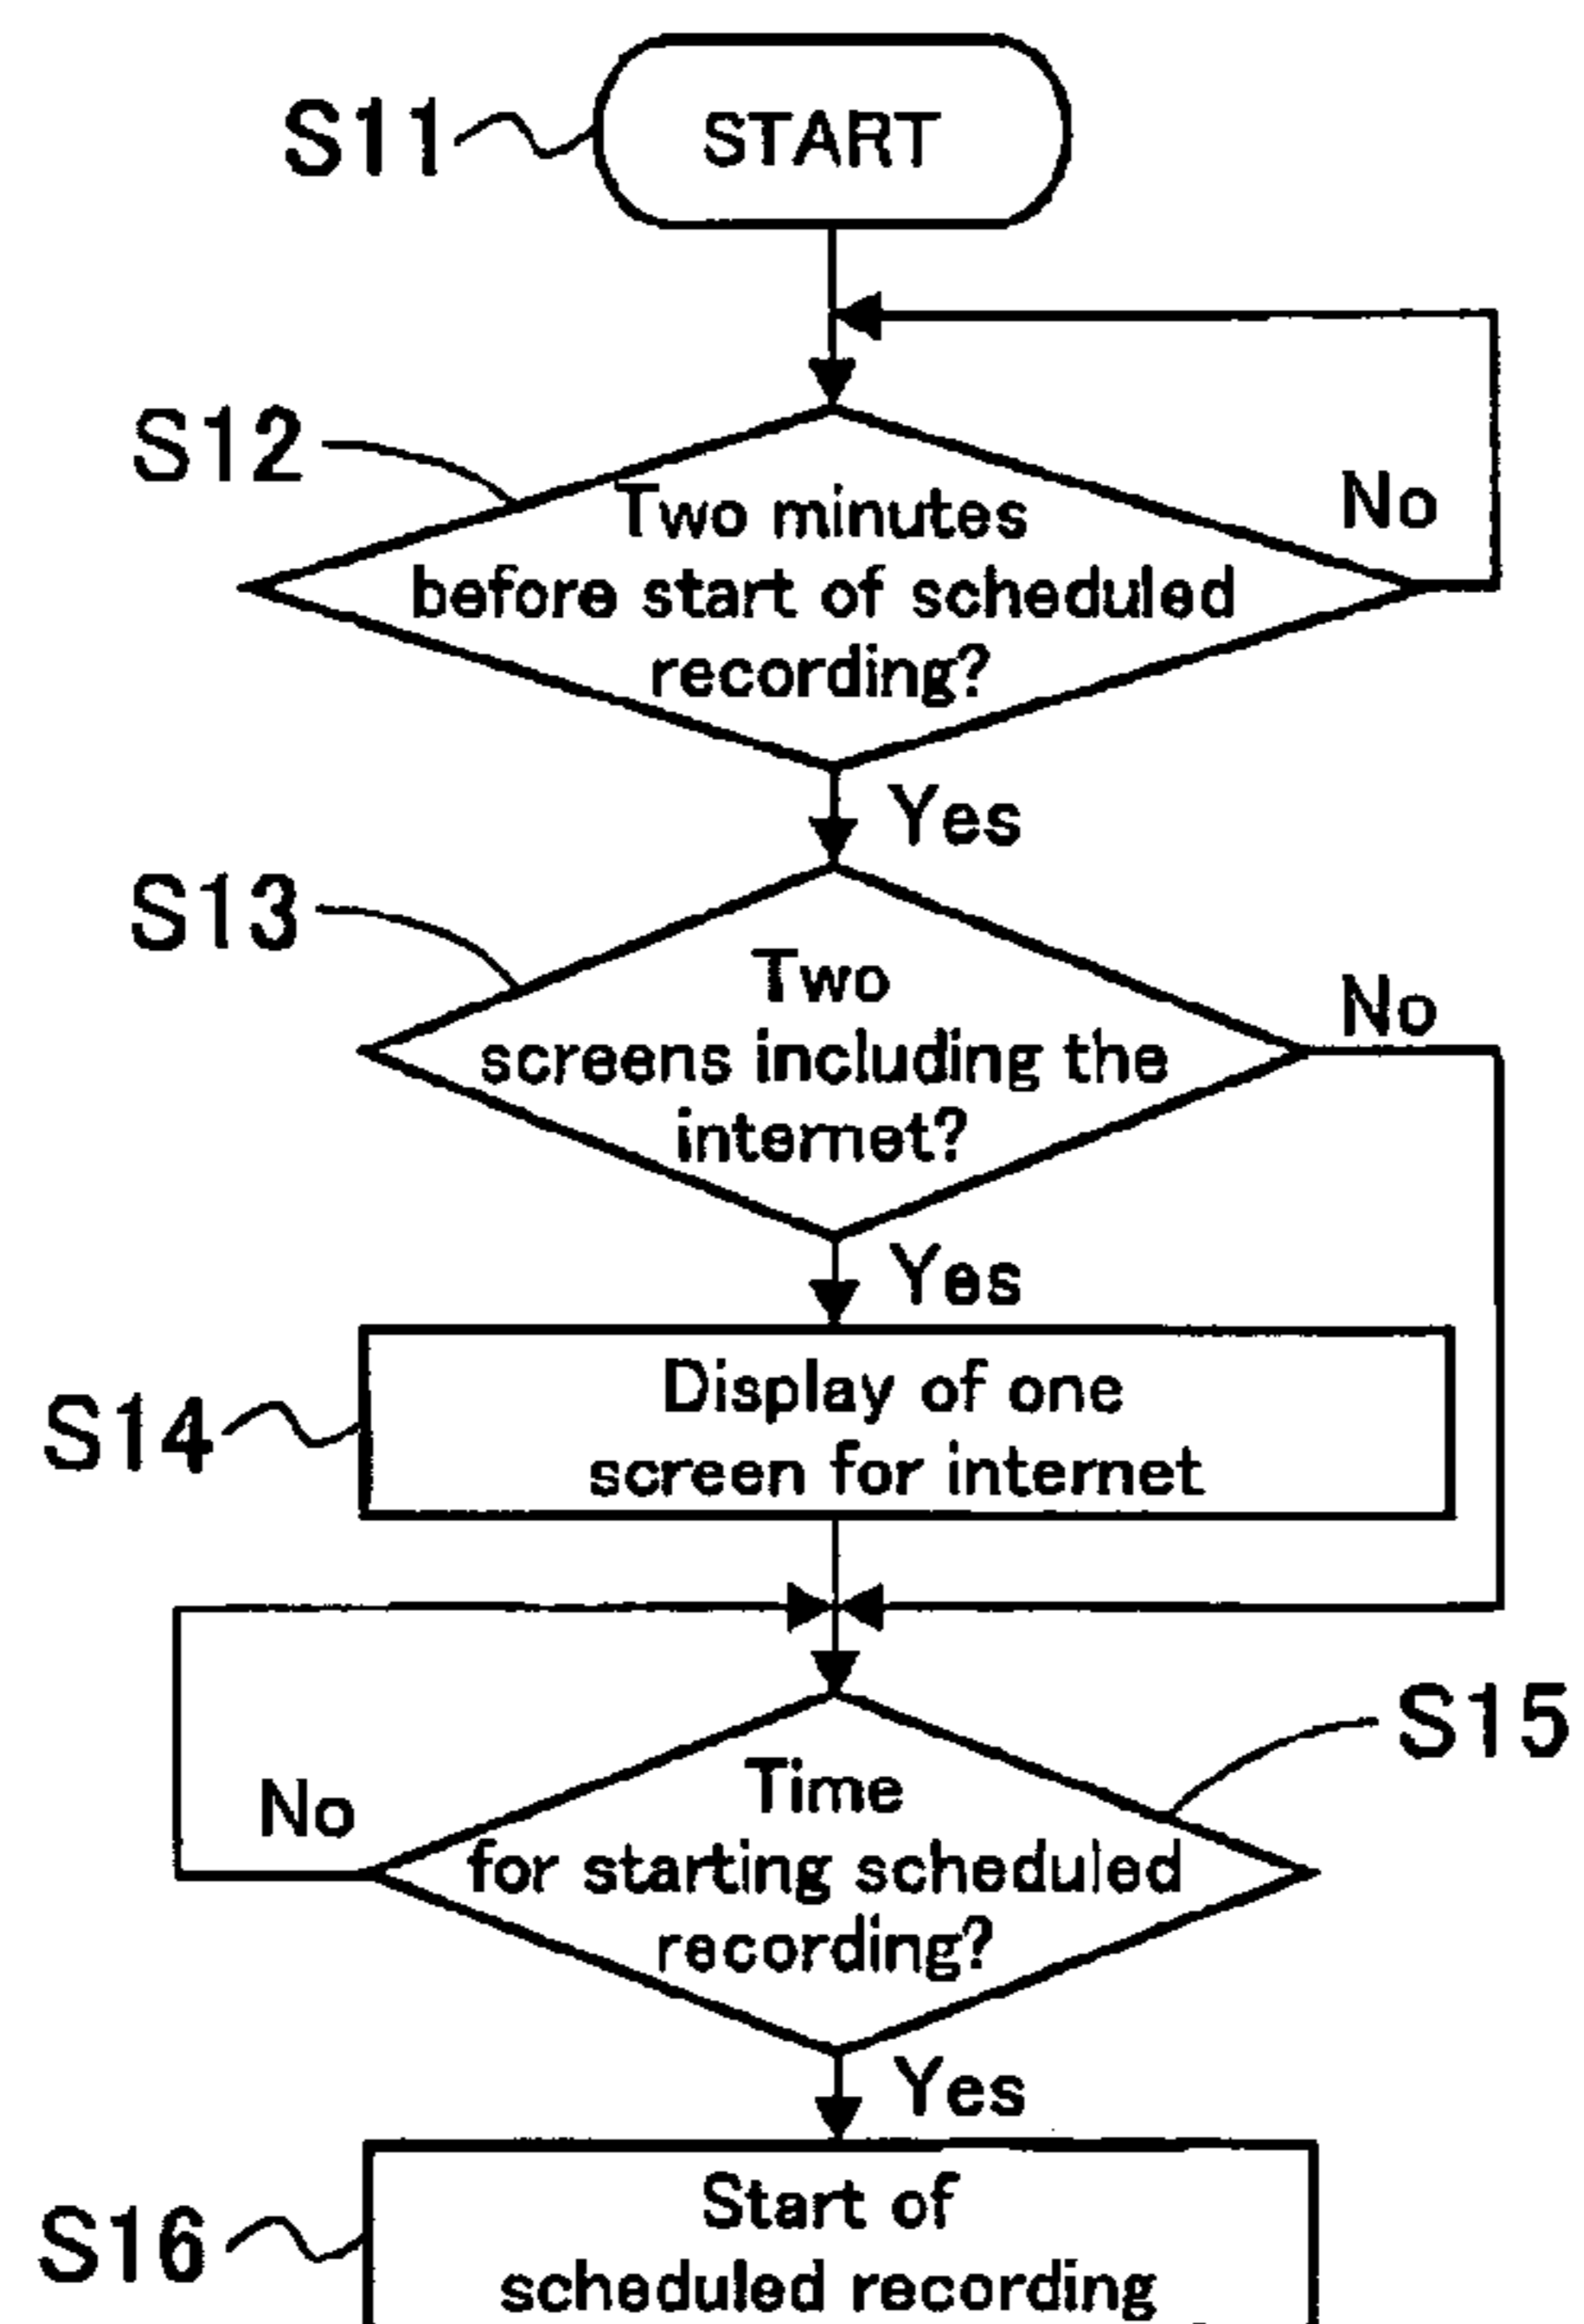 S11
START
S12
Two minutes
before start of scheduled
recording?
No
Yes
S13
Two
screens including the
internet?
No
Yes
S14
Display of one
screen for internet
S15
Time
for starting scheduled
recording?
No
Yes
S16
Start of
scheduled recording